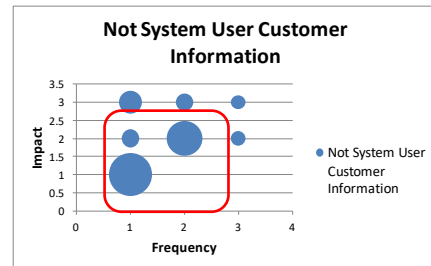 Not System User Customer
Information
3.5
3
2.5
2
1.5
1
0.5
0
Impact
0 1 2 3 4
Frequency
Not System User
Customer
Information